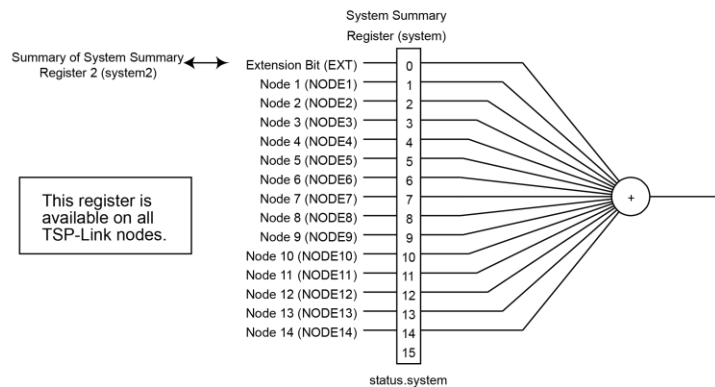 System Summary
Register (system)
Summary of System Summary
Register 2 (system2)
Extension Bit (EXT) 0
Node 1 (NODE1) 1
Node 2 (NODE2) 2
Node 3 (NODE3) 3
Node 4 (NODE4) 4
Node 5 (NODE5) 5
Node 6 (NODE6) 6
Node 7 (NODE7) 7
Node 8 (NODE8) 8
Node 9 (NODE9) 9
Node 10 (NODE10) 10
Node 11 (NODE11) 11
Node 12 (NODE12) 12
Node 13 (NODE13) 13
Node 14 (NODE14) 14
15
+
This register is
available on all
TSP-Link nodes.
status.system